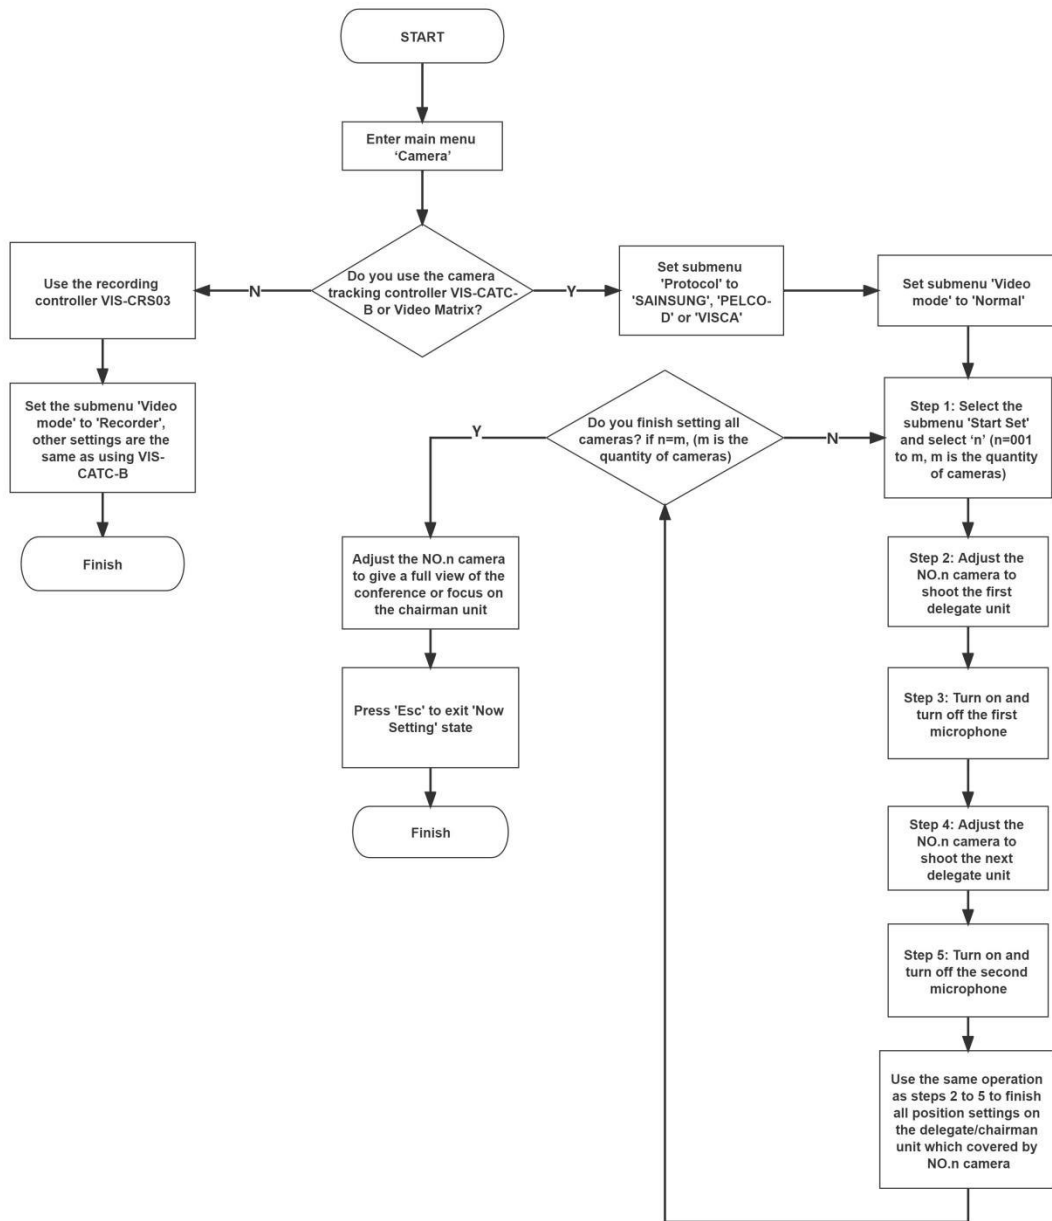 START
Enter main menu
‘Camera’
Do you use the camera
tracking controller VIS-CATC-
B or Video Matrix?
N
Y
Use the recording
controller VIS-CRS03
Set the submenu 'Video
mode' to 'Recorder',
other settings are the
same as using VIS-
CATC-B
Finish
Set submenu
'Protocol' to
'SAINSUNG', 'PELCO-
D' or 'VISCA'
Set submenu 'Video
mode' to 'Normal'
Step 1: Select the
submenu 'Start Set'
and select ‘n’ (n=001
to m, m is the quantity
of cameras)
Step 2: Adjust the
NO.n camera to
shoot the first
delegate unit
Step 3: Turn on and
turn off the first
microphone
Step 4: Adjust the
NO.n camera to
shoot the next
delegate unit
Step 5: Turn on and
turn off the second
microphone
Use the same operation
as steps 2 to 5 to finish
all position settings on
the delegate/chairman
unit which covered by
NO.n camera
Do you finish setting all
cameras? if n=m, (m is the
quantity of cameras)
N
Y
Adjust the NO.n camera
to give a full view of the
conference or focus on
the chairman unit
Press 'Esc' to exit 'Now
Setting' state
Finish